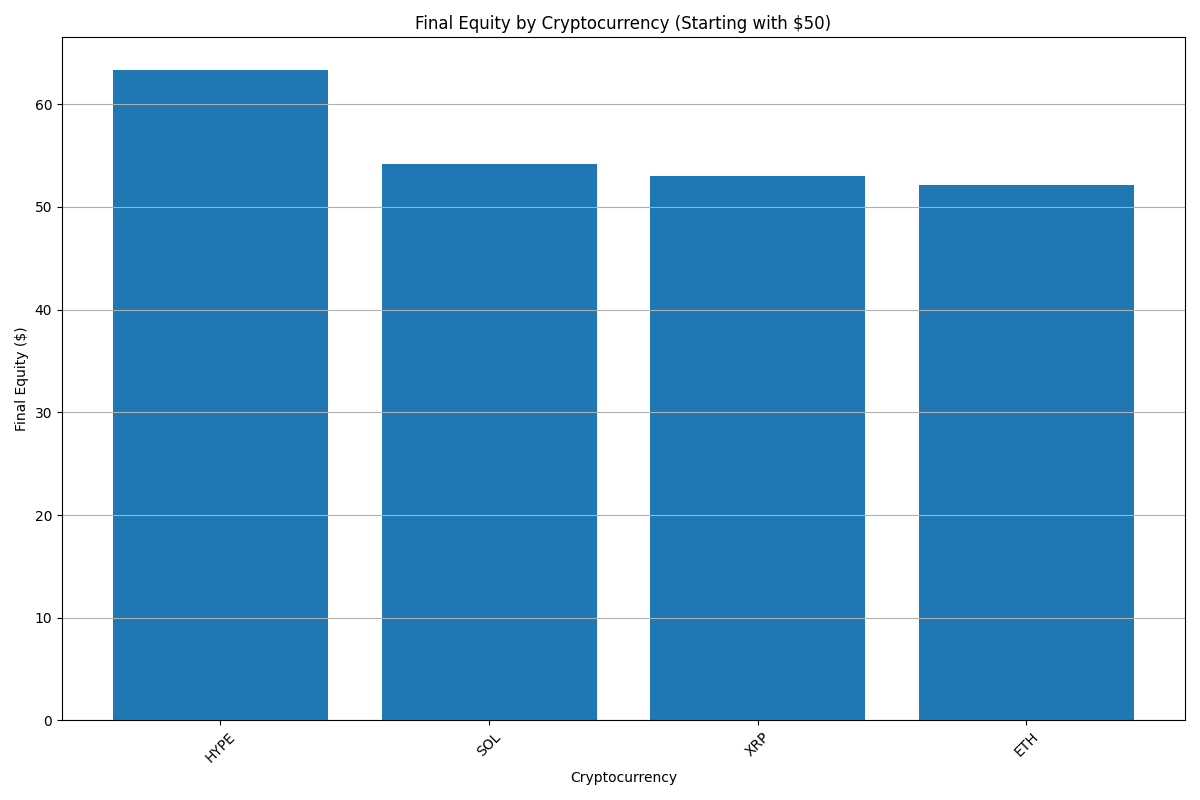 Final Equity by Cryptocurrency (Starting with $50)
Final Equity ($)
60
50
40
30
20
10
0
HYPE
SOL
XRP
ETH
Cryptocurrency